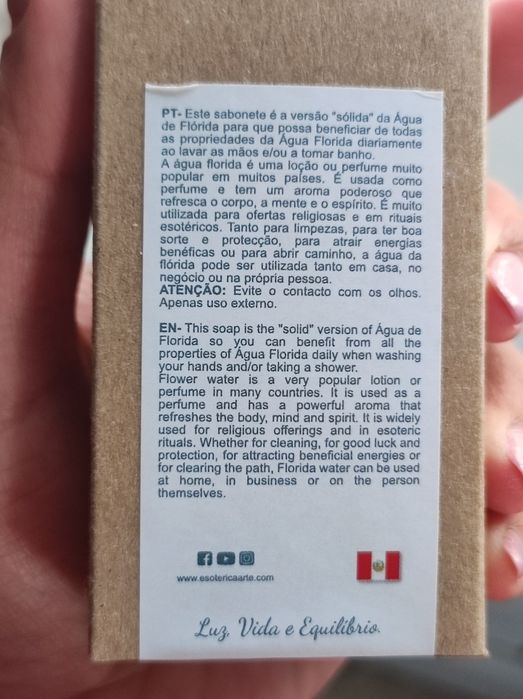 PT- Este sabonete é a versão "sólida" da Água
de Flórida para que possa beneficiar de todas
as propriedades da Água Florida diariamente
ao lavar as mãos e/ou a tomar banho.
A água florida é uma loção ou perfume muito
popular em muitos países. É usada como
perfume e tem um aroma poderoso que
refresca o corpo, a mente e o espírito. É muito
utilizada para ofertas religiosas e em rituais
esotéricos. Tanto para limpezas, para ter boa
sorte e protecção, para atrair energias
benéficas ou para abrir caminho, a água da
flórida pode ser utilizada tanto em casa, no
negócio ou na própria pessoa.
ATENÇÃO: Evite o contacto com os olhos.
Apenas uso externo.
EN- This soap is the "solid" version of Água de
Florida so you can benefit from all the
properties of Água Florida daily when washing
your hands and/or taking a shower.
Flower water is a very popular lotion or
perfume in many countries. It is used as a
perfume and has a powerful aroma that
refreshes the body, mind and spirit. It is widely
used for religious offerings and in esoteric
rituals. Whether for cleaning, for good luck and
protection, for attracting beneficial energies or
for clearing the path, Florida water can be used
at home, in business or on the person
themselves.
www.esotericaarte.com
Luz, Vida e Equilíbrio.